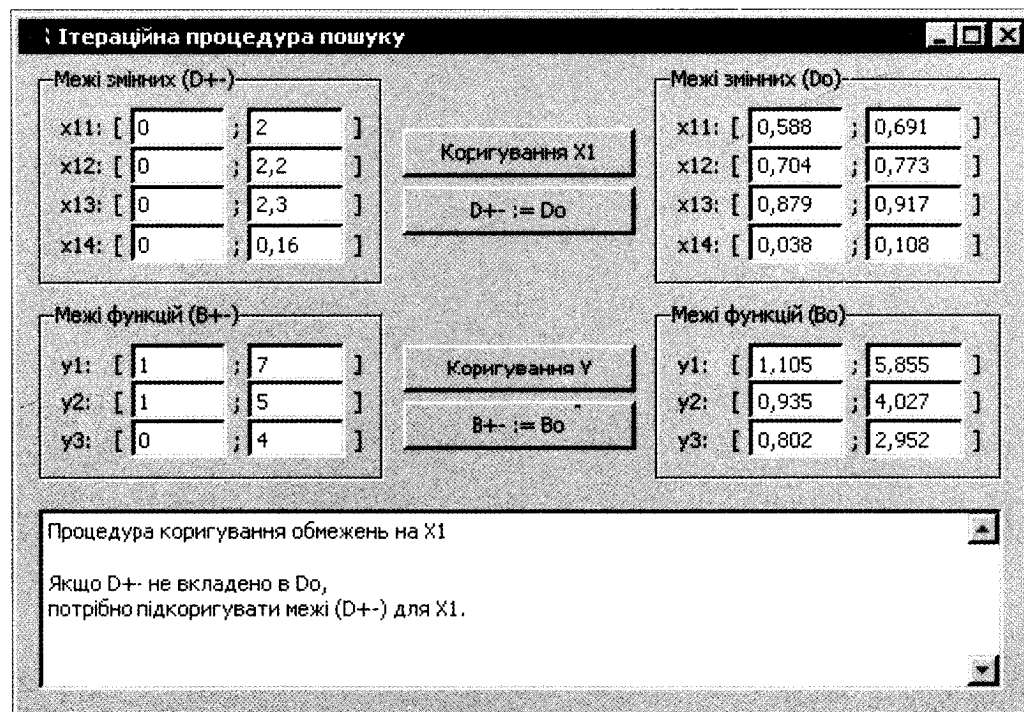 Ітераційна процедура пошуку
Межі змінних (D+-)
x11: [ 0 ; 2 ]
x12: [ 0 ; 2,2 ]
x13: [ 0 ; 2,3 ]
x14: [ 0 ; 0,16 ]
Коригування X1
D+- := Do
Межі змінних (Do)
x11: [ 0,588 ; 0,691 ]
x12: [ 0,704 ; 0,773 ]
x13: [ 0,879 ; 0,917 ]
x14: [ 0,038 ; 0,108 ]
Межі функцій (B+-)
y1: [ 1 ; 7 ]
y2: [ 1 ; 5 ]
y3: [ 0 ; 4 ]
Коригування Y
B+- := Bo
Межі функцій (Bo)
y1: [ 1,105 ; 5,855 ]
y2: [ 0,935 ; 4,027 ]
y3: [ 0,802 ; 2,952 ]
Процедура коригування обмежень на X1
Якщо D+- не вкладено в Do,
потрібно підкоригувати межі (D+-) для X1.